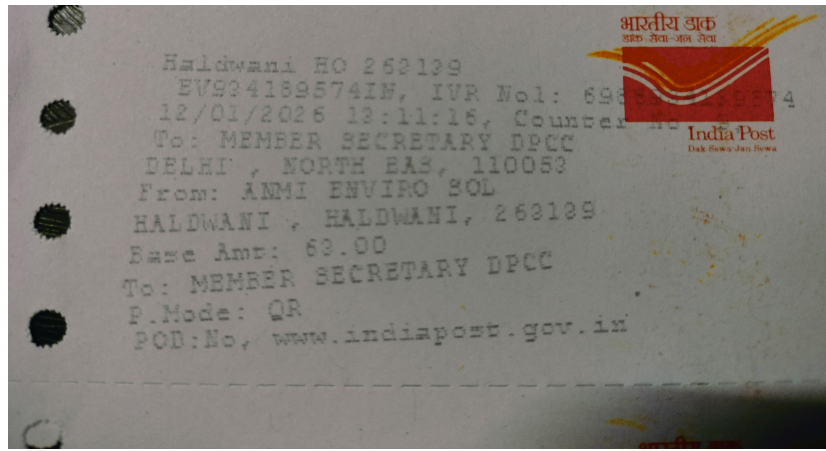 भारतीय डाक
डाक सेवा-जन सेवा
Haldwani HO 263139
EV934189574IN, IVR No1:
12/01/2026 13:11:16, Counter No
To: MEMBER SECRETARY DPCC
DELHI , NORTH EAS, 110053
From: ANMI ENVIRO SOL
HALDWANI , HALDWANI, 263139
Base Amt: 63.00
To: MEMBER SECRETARY DPCC
P.Mode: QR
POD:No, www.indiapost.gov.in
India Post
Dak Sewa-Jan Sewa